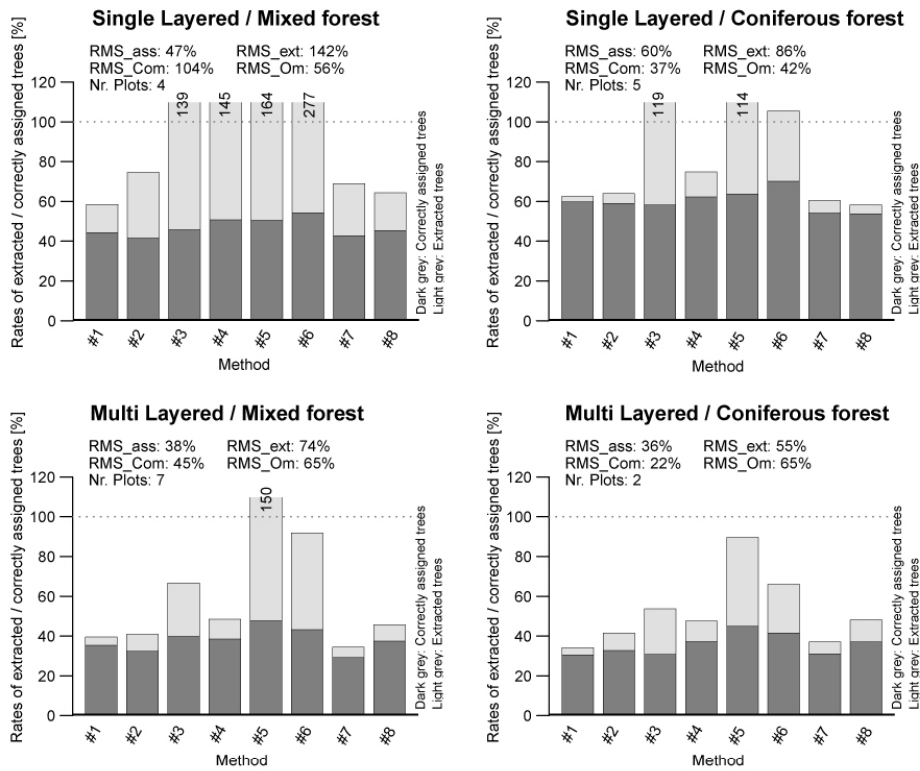 Single Layered / Mixed forest
RMS_ass: 47% RMS_ext: 142%
RMS_Com: 104% RMS_Om: 56%
Nr. Plots: 4
Rates of extracted / correctly assigned trees [%]
120
100
80
60
40
20
0
139
145
164
277
#1 #2 #3 #4 #5 #6 #7 #8
Method
Dark grey: Correctly assigned trees
Light grey: Extracted trees
Single Layered / Coniferous forest
RMS_ass: 60% RMS_ext: 86%
RMS_Com: 37% RMS_Om: 42%
Nr. Plots: 5
Rates of extracted / correctly assigned trees [%]
120
100
80
60
40
20
0
119
114
#1 #2 #3 #4 #5 #6 #7 #8
Method
Dark grey: Correctly assigned trees
Light grey: Extracted trees
Multi Layered / Mixed forest
RMS_ass: 38% RMS_ext: 74%
RMS_Com: 45% RMS_Om: 65%
Nr. Plots: 7
Rates of extracted / correctly assigned trees [%]
120
100
80
60
40
20
0
150
#1 #2 #3 #4 #5 #6 #7 #8
Method
Dark grey: Correctly assigned trees
Light grey: Extracted trees
Multi Layered / Coniferous forest
RMS_ass: 36% RMS_ext: 55%
RMS_Com: 22% RMS_Om: 65%
Nr. Plots: 2
Rates of extracted / correctly assigned trees [%]
120
100
80
60
40
20
0
#1 #2 #3 #4 #5 #6 #7 #8
Method
Dark grey: Correctly assigned trees
Light grey: Extracted trees